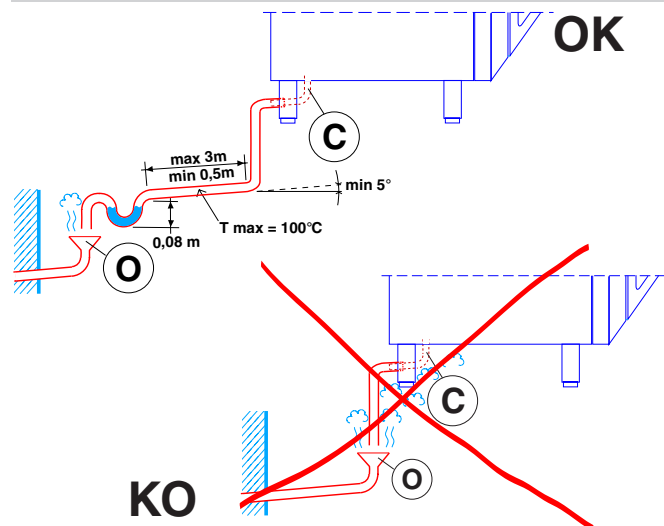 OK
C
max 3m
min 0,5m
min 5°
T max = 100°C
0,08 m
O
C
O
KO